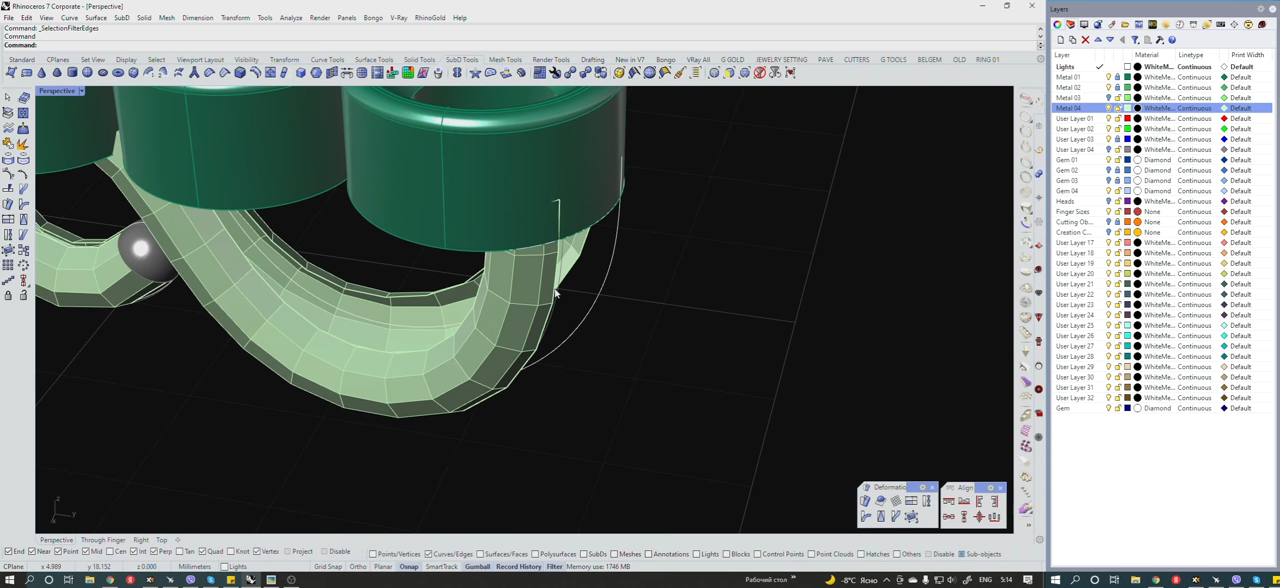 Rhinoceros 7 Corporate - [Perspective]
File Edit View Curve Surface SubD Solid Mesh Dimension Transform Tools Analyze Render Panels Bongo V-Ray RhinoGold Help
Command: _SelectionFilterEdges
Command:
Command:
Standard CPlanes Set View Display Select Viewport Layout Visibility Transform Curve Tools Surface Tools Solid Tools SubD Tools Mesh Tools Render Tools Drafting New in V7 Bongo VRay All G GOLD JEWELRY SETTING PAVE CUTTERS G TOOLS BELGEM OLD RING 01
Perspective
Layers
Layer Material Linetype Print Width
Lights WhiteM... Continuous Default
Metal 01 WhiteMe... Continuous Default
Metal 02 WhiteMe... Continuous Default
Metal 03 WhiteMe... Continuous Default
Metal 04 WhiteMe... Continuous Default
User Layer 01 WhiteMe... Continuous Default
User Layer 02 WhiteMe... Continuous Default
User Layer 03 WhiteMe... Continuous Default
User Layer 04 WhiteMe... Continuous Default
Gem 01 Diamond Continuous Default
Gem 02 Diamond Continuous Default
Gem 03 Diamond Continuous Default
Gem 04 Diamond Continuous Default
Heads WhiteMe... Continuous Default
Finger Sizes None Continuous Default
Cutting Ob... None Continuous Default
Creation C... None Continuous Default
User Layer 17 WhiteMe... Continuous Default
User Layer 18 WhiteMe... Continuous Default
User Layer 19 WhiteMe... Continuous Default
User Layer 20 WhiteMe... Continuous Default
User Layer 21 WhiteMe... Continuous Default
User Layer 22 WhiteMe... Continuous Default
User Layer 23 WhiteMe... Continuous Default
User Layer 24 WhiteMe... Continuous Default
User Layer 25 WhiteMe... Continuous Default
User Layer 26 WhiteMe... Continuous Default
User Layer 27 WhiteMe... Continuous Default
User Layer 28 WhiteMe... Continuous Default
User Layer 29 WhiteMe... Continuous Default
User Layer 30 WhiteMe... Continuous Default
User Layer 31 WhiteMe... Continuous Default
User Layer 32 WhiteMe... Continuous Default
Gem Diamond Continuous Default
Deformatio Align
z
x y
Perspective Through Finger Right Top
End Near Point Mid Cen Int Perp Tan Quad Knot Vertex Project Disable Points/Vertices Curves/Edges Surfaces/Faces Polysurfaces SubDs Meshes Annotations Lights Blocks Control Points Point Clouds Hatches Others Disable Sub-objects
CPlane x 4.989 y 18.152 z 0.000 Millimeters Lights Grid Snap Ortho Planar Osnap SmartTrack Gumball Record History Filter Memory use: 1746 MB
Рабочий стол -8°C Ясно ENG 5:14